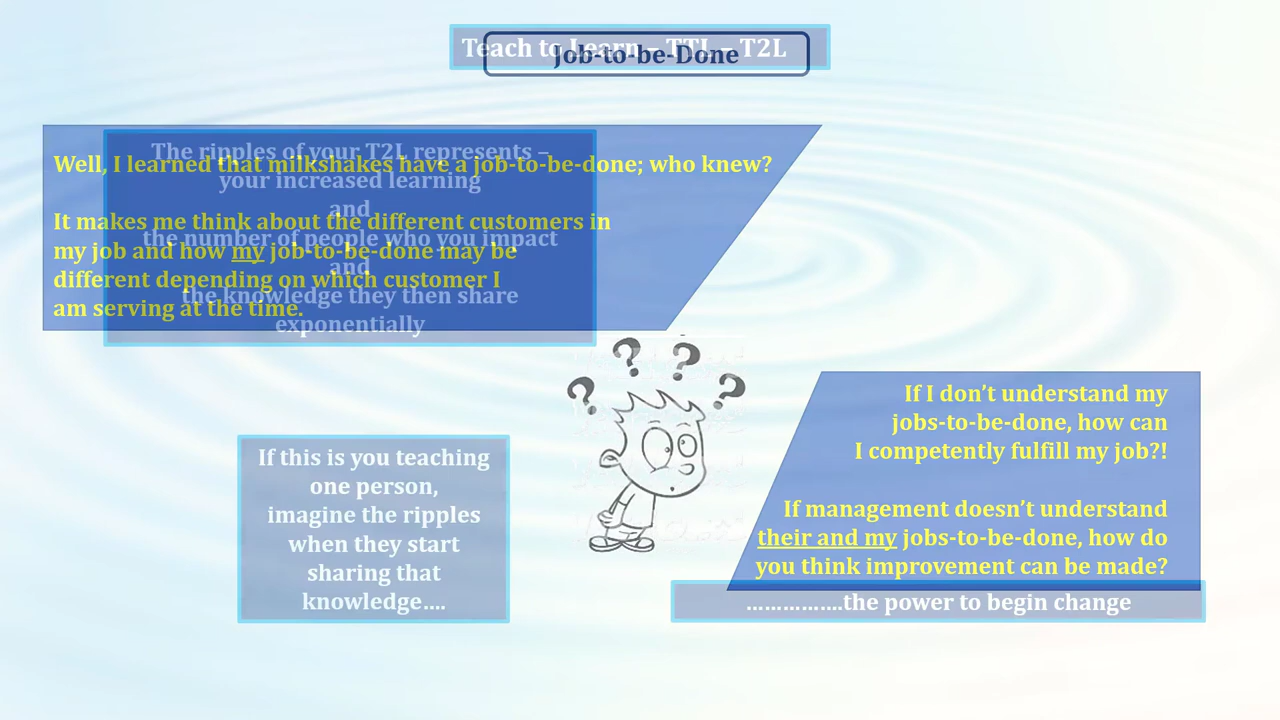 Teach to Learn – TTL – T2L
Job-to-be-Done
The ripples of your T2L represents –
your increased learning
and
the number of people who you impact
and
the knowledge they then share
exponentially
Well, I learned that milkshakes have a job-to-be-done; who knew?
It makes me think about the different customers in
my job and how my job-to-be-done may be
different depending on which customer I
am serving at the time.
? ? ? ?
If I don’t understand my
jobs-to-be-done, how can
I competently fulfill my job?!
If management doesn’t understand
their and my jobs-to-be-done, how do
you think improvement can be made?
If this is you teaching
one person,
imagine the ripples
when they start
sharing that
knowledge….
…………….the power to begin change